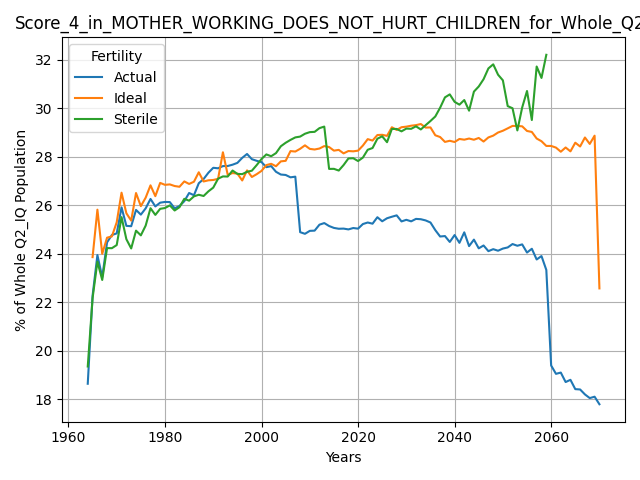 Score_4_in_MOTHER_WORKING_DOES_NOT_HURT_CHILDREN_for_Whole_Q2
Fertility
Actual
Ideal
Sterile
% of Whole Q2_IQ Population
32
30
28
26
24
22
20
18
1960 1980 2000 2020 2040 2060
Years